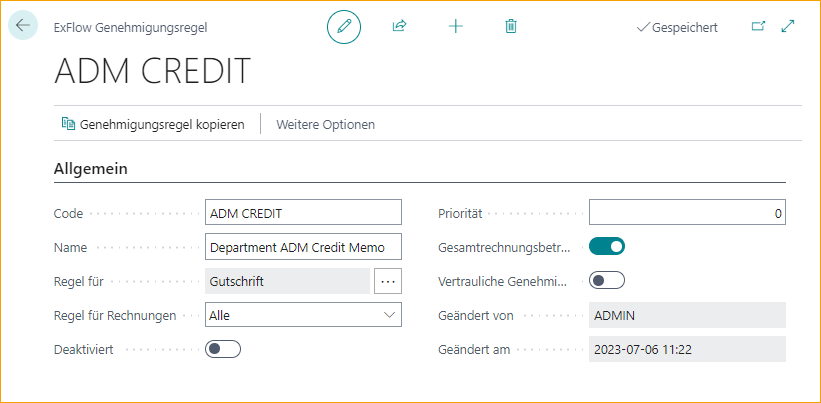 ExFlow Genehmigungsregel
Gespeichert
ADM CREDIT
Genehmigungsregel kopieren
Weitere Optionen
Allgemein
Code
ADM CREDIT
Priorität
0
Name
Department ADM Credit Memo
Gesamtrechnungsbetr...
Regel für
Gutschrift
...
Vertrauliche Genehmi...
Regel für Rechnungen
Alle
Geändert von
ADMIN
Deaktiviert
Geändert am
2023-07-06 11:22